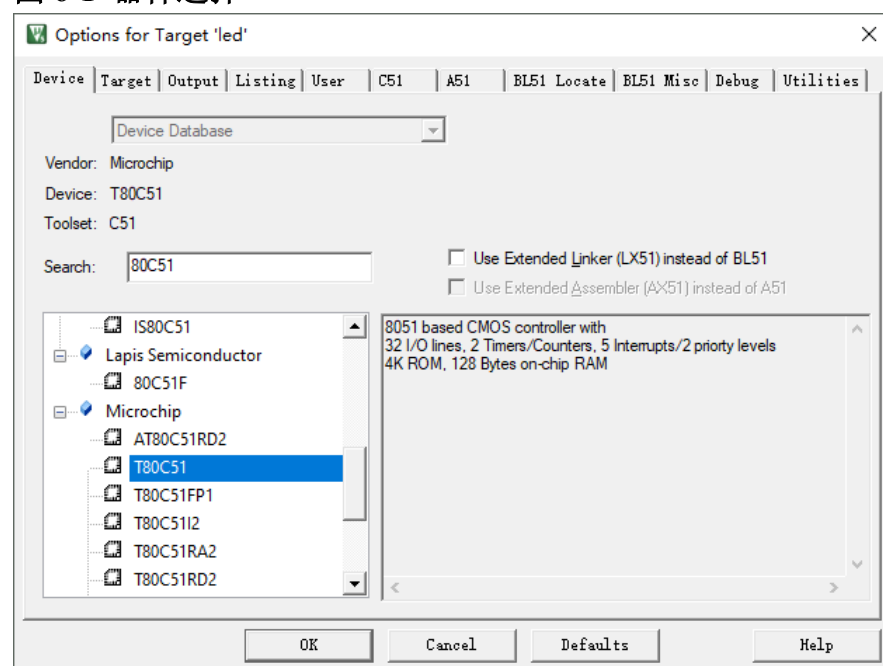 Options for Target 'led'
Device Target Output Listing User C51 A51 BL51 Locate BL51 Misc Debug Utilities
Device Database
Vendor: Microchip
Device: T80C51
Toolset: C51
Search: 80C51
Use Extended Linker (LX51) instead of BL51
Use Extended Assembler (AX51) instead of A51
IS80C51
Lapis Semiconductor
80C51F
Microchip
AT80C51RD2
T80C51
T80C51FP1
T80C51I2
T80C51RA2
T80C51RD2
8051 based CMOS controller with
32 I/O lines, 2 Timers/Counters, 5 Interrupts/2 priorty levels
4K ROM, 128 Bytes on-chip RAM
OK Cancel Defaults Help